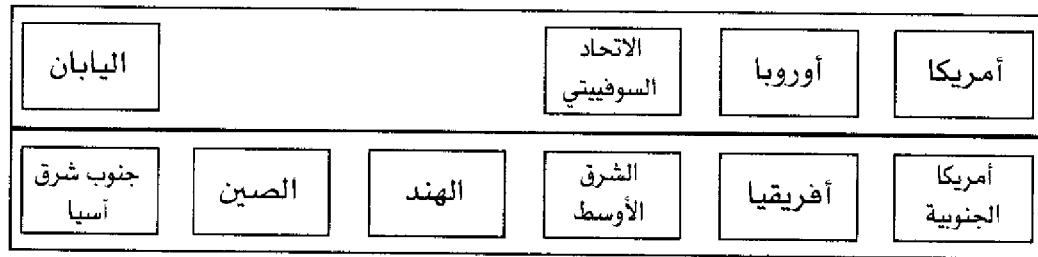 أمريكا
أوروبا
الاتحاد
السوفييتي
اليابان
أمريكا
الجنوبية
أفريقيا
الشرق
الأوسط
الهند
الصين
جنوب شرق
آسيا